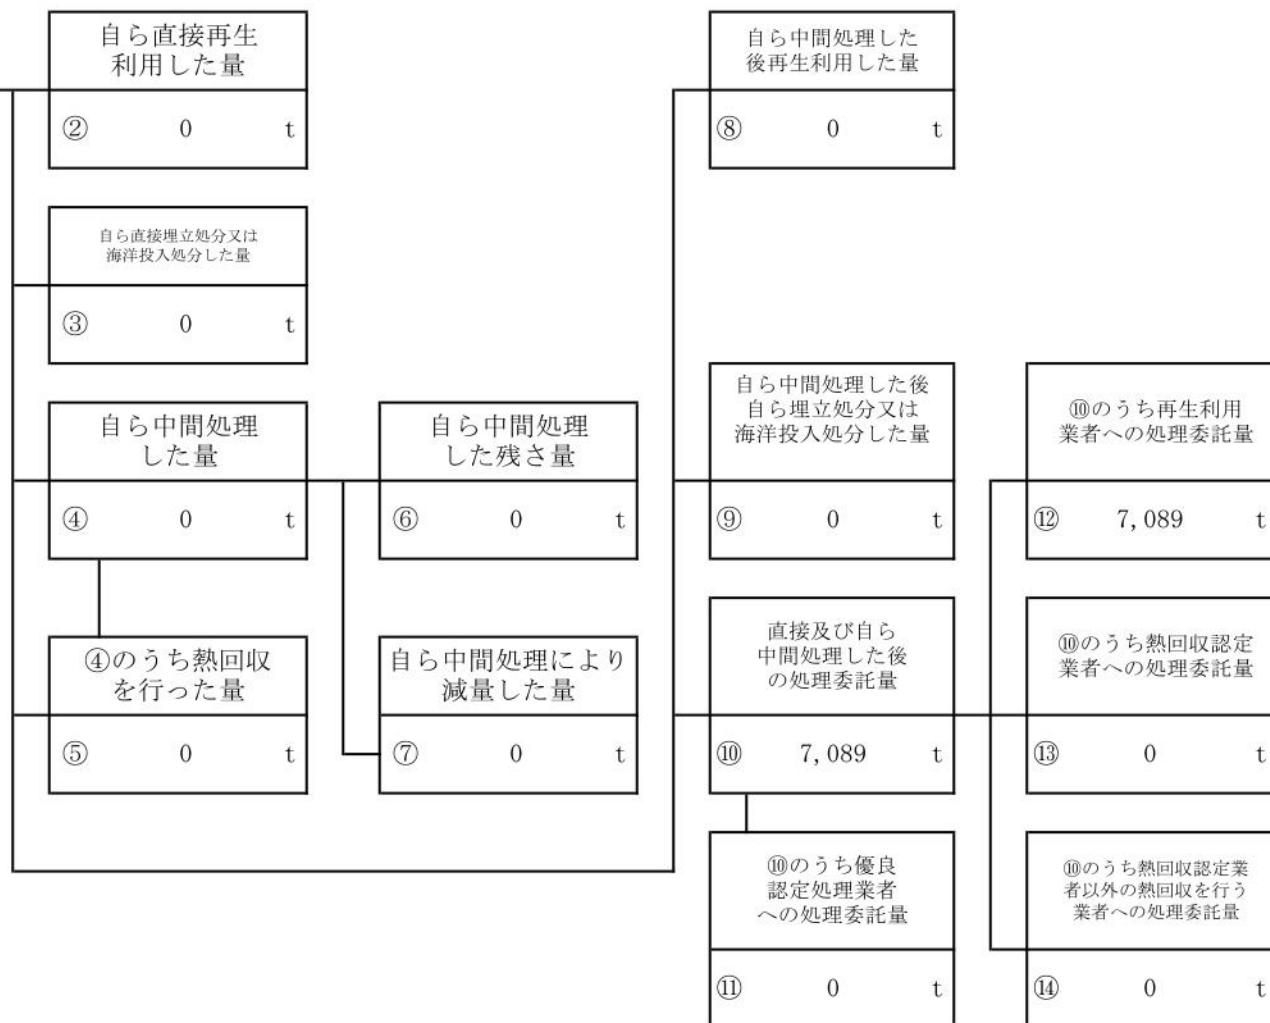 自ら直接再生
利用した量
② 0 t
自ら直接埋立処分又は
海洋投入処分した量
③ 0 t
自ら中間処理
した量
④ 0 t
④のうち熱回収
を行った量
⑤ 0 t
自ら中間処理
した残さ量
⑥ 0 t
自ら中間処理により
減量した量
⑦ 0 t
自ら中間処理した
後再生利用した量
⑧ 0 t
自ら中間処理した後
自ら埋立処分又は
海洋投入処分した量
⑨ 0 t
直接及び自ら
中間処理した後
の処理委託量
⑩ 7,089 t
⑩のうち優良
認定処理業者
への処理委託量
⑪ 0 t
⑩のうち再生利用
業者への処理委託量
⑫ 7,089 t
⑩のうち熱回収認定
業者への処理委託量
⑬ 0 t
⑩のうち熱回収認定業
者以外の熱回収を行う
業者への処理委託量
⑭ 0 t